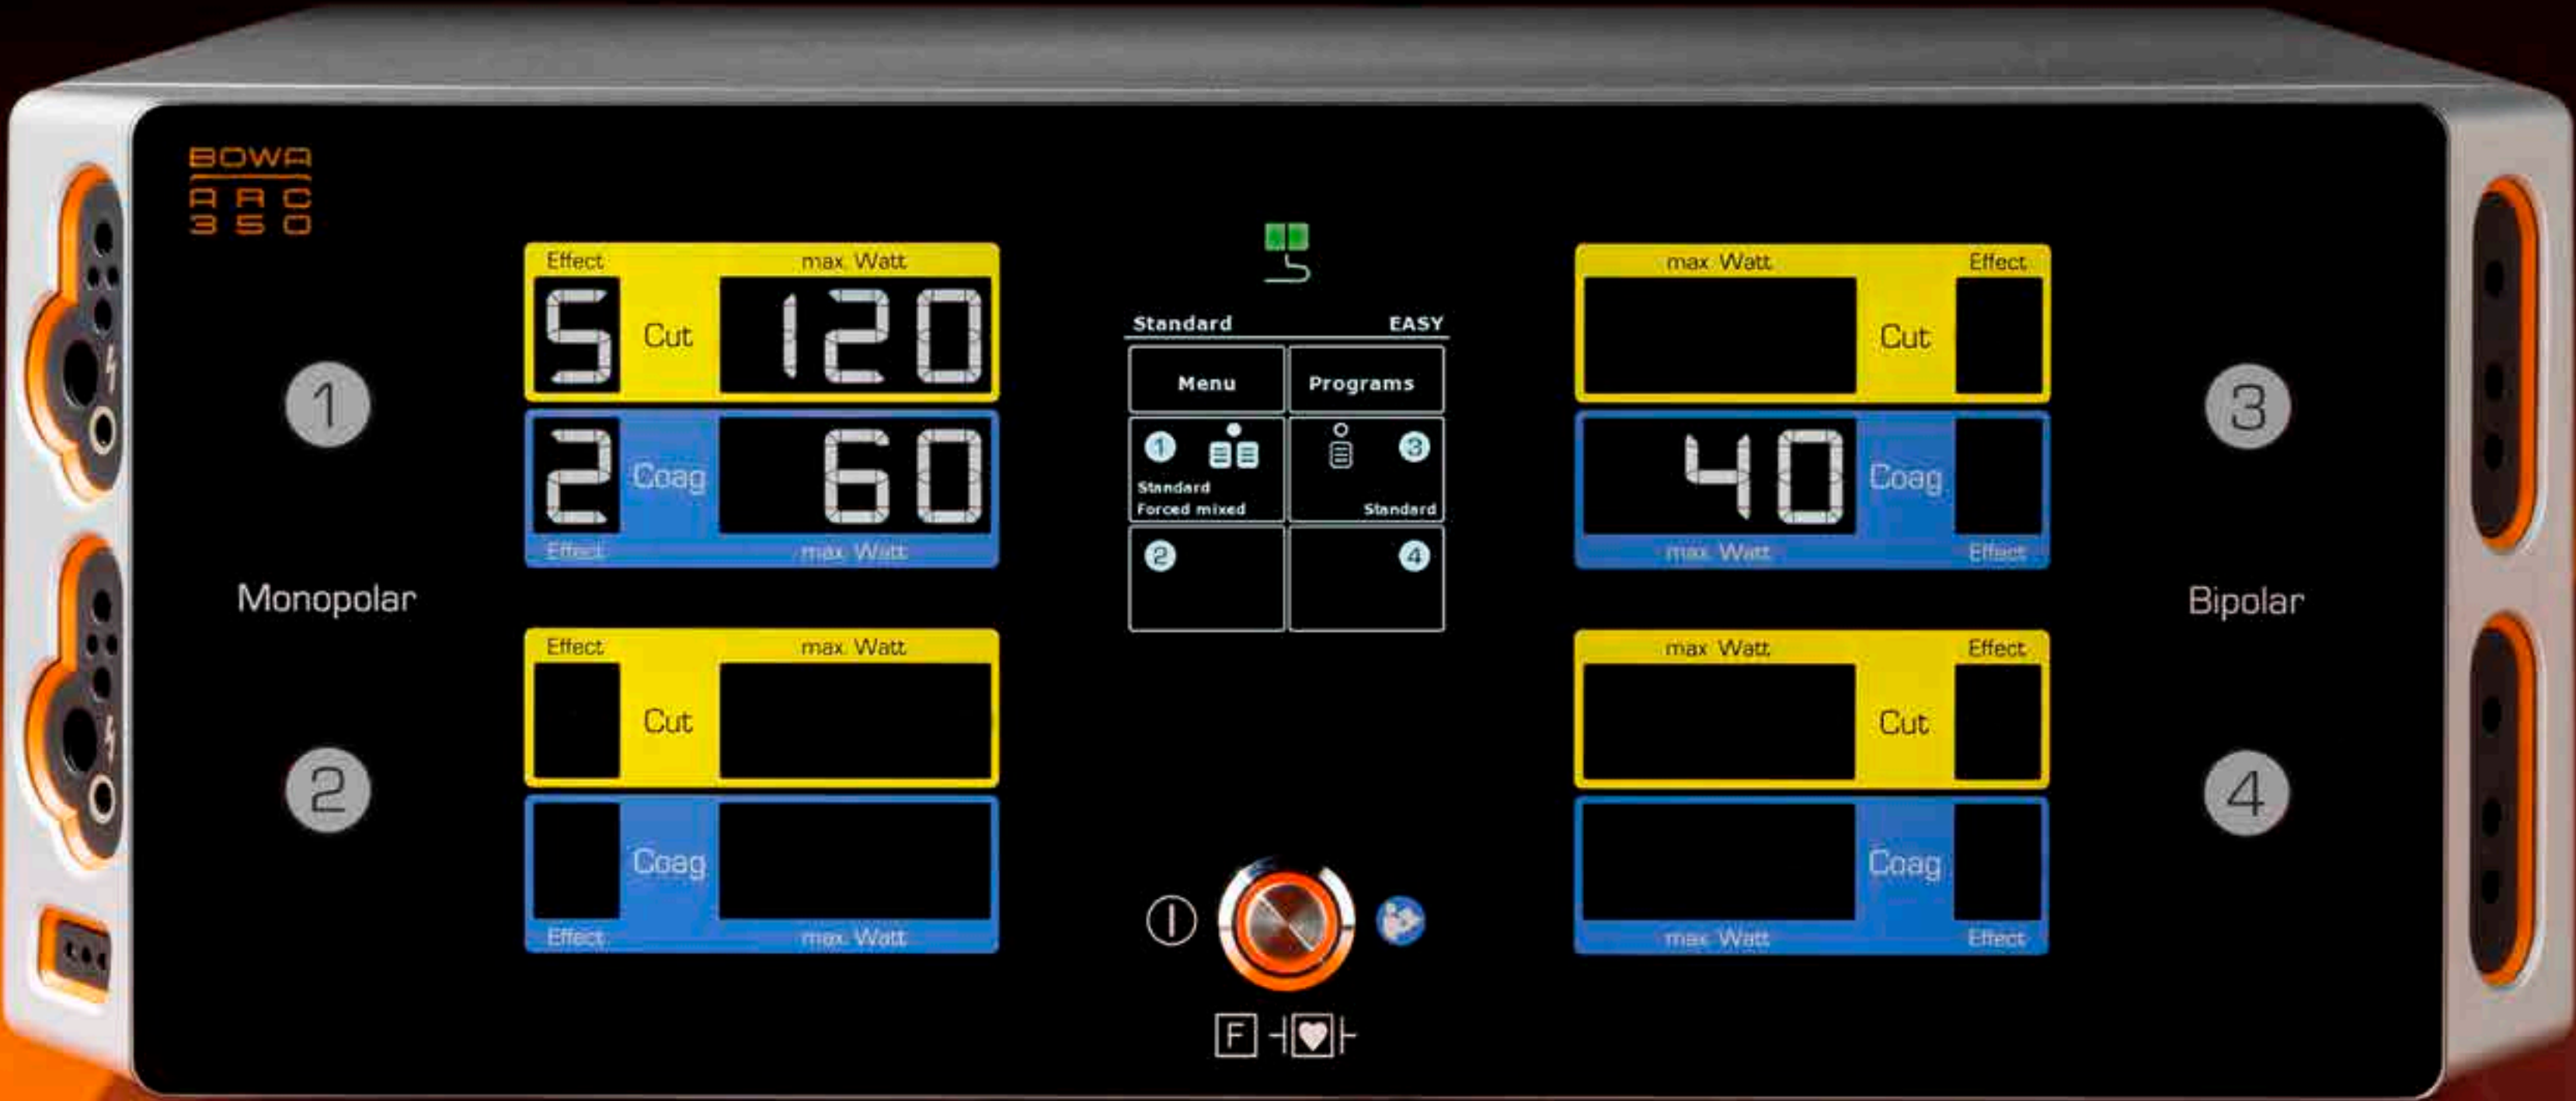 BOWA
ARC
350
Effect max. Watt
5 Cut 120
2 Coag 60
Effect max. Watt
1
Monopolar
Effect max. Watt
Cut
Coag
Effect max. Watt
2
Standard EASY
Menu Programs
1 3
Standard
Forced mixed Standard
2 4
F
max. Watt Effect
Cut
40 Coag
max. Watt Effect
3
Bipolar
max. Watt Effect
Cut
Coag
max. Watt Effect
4